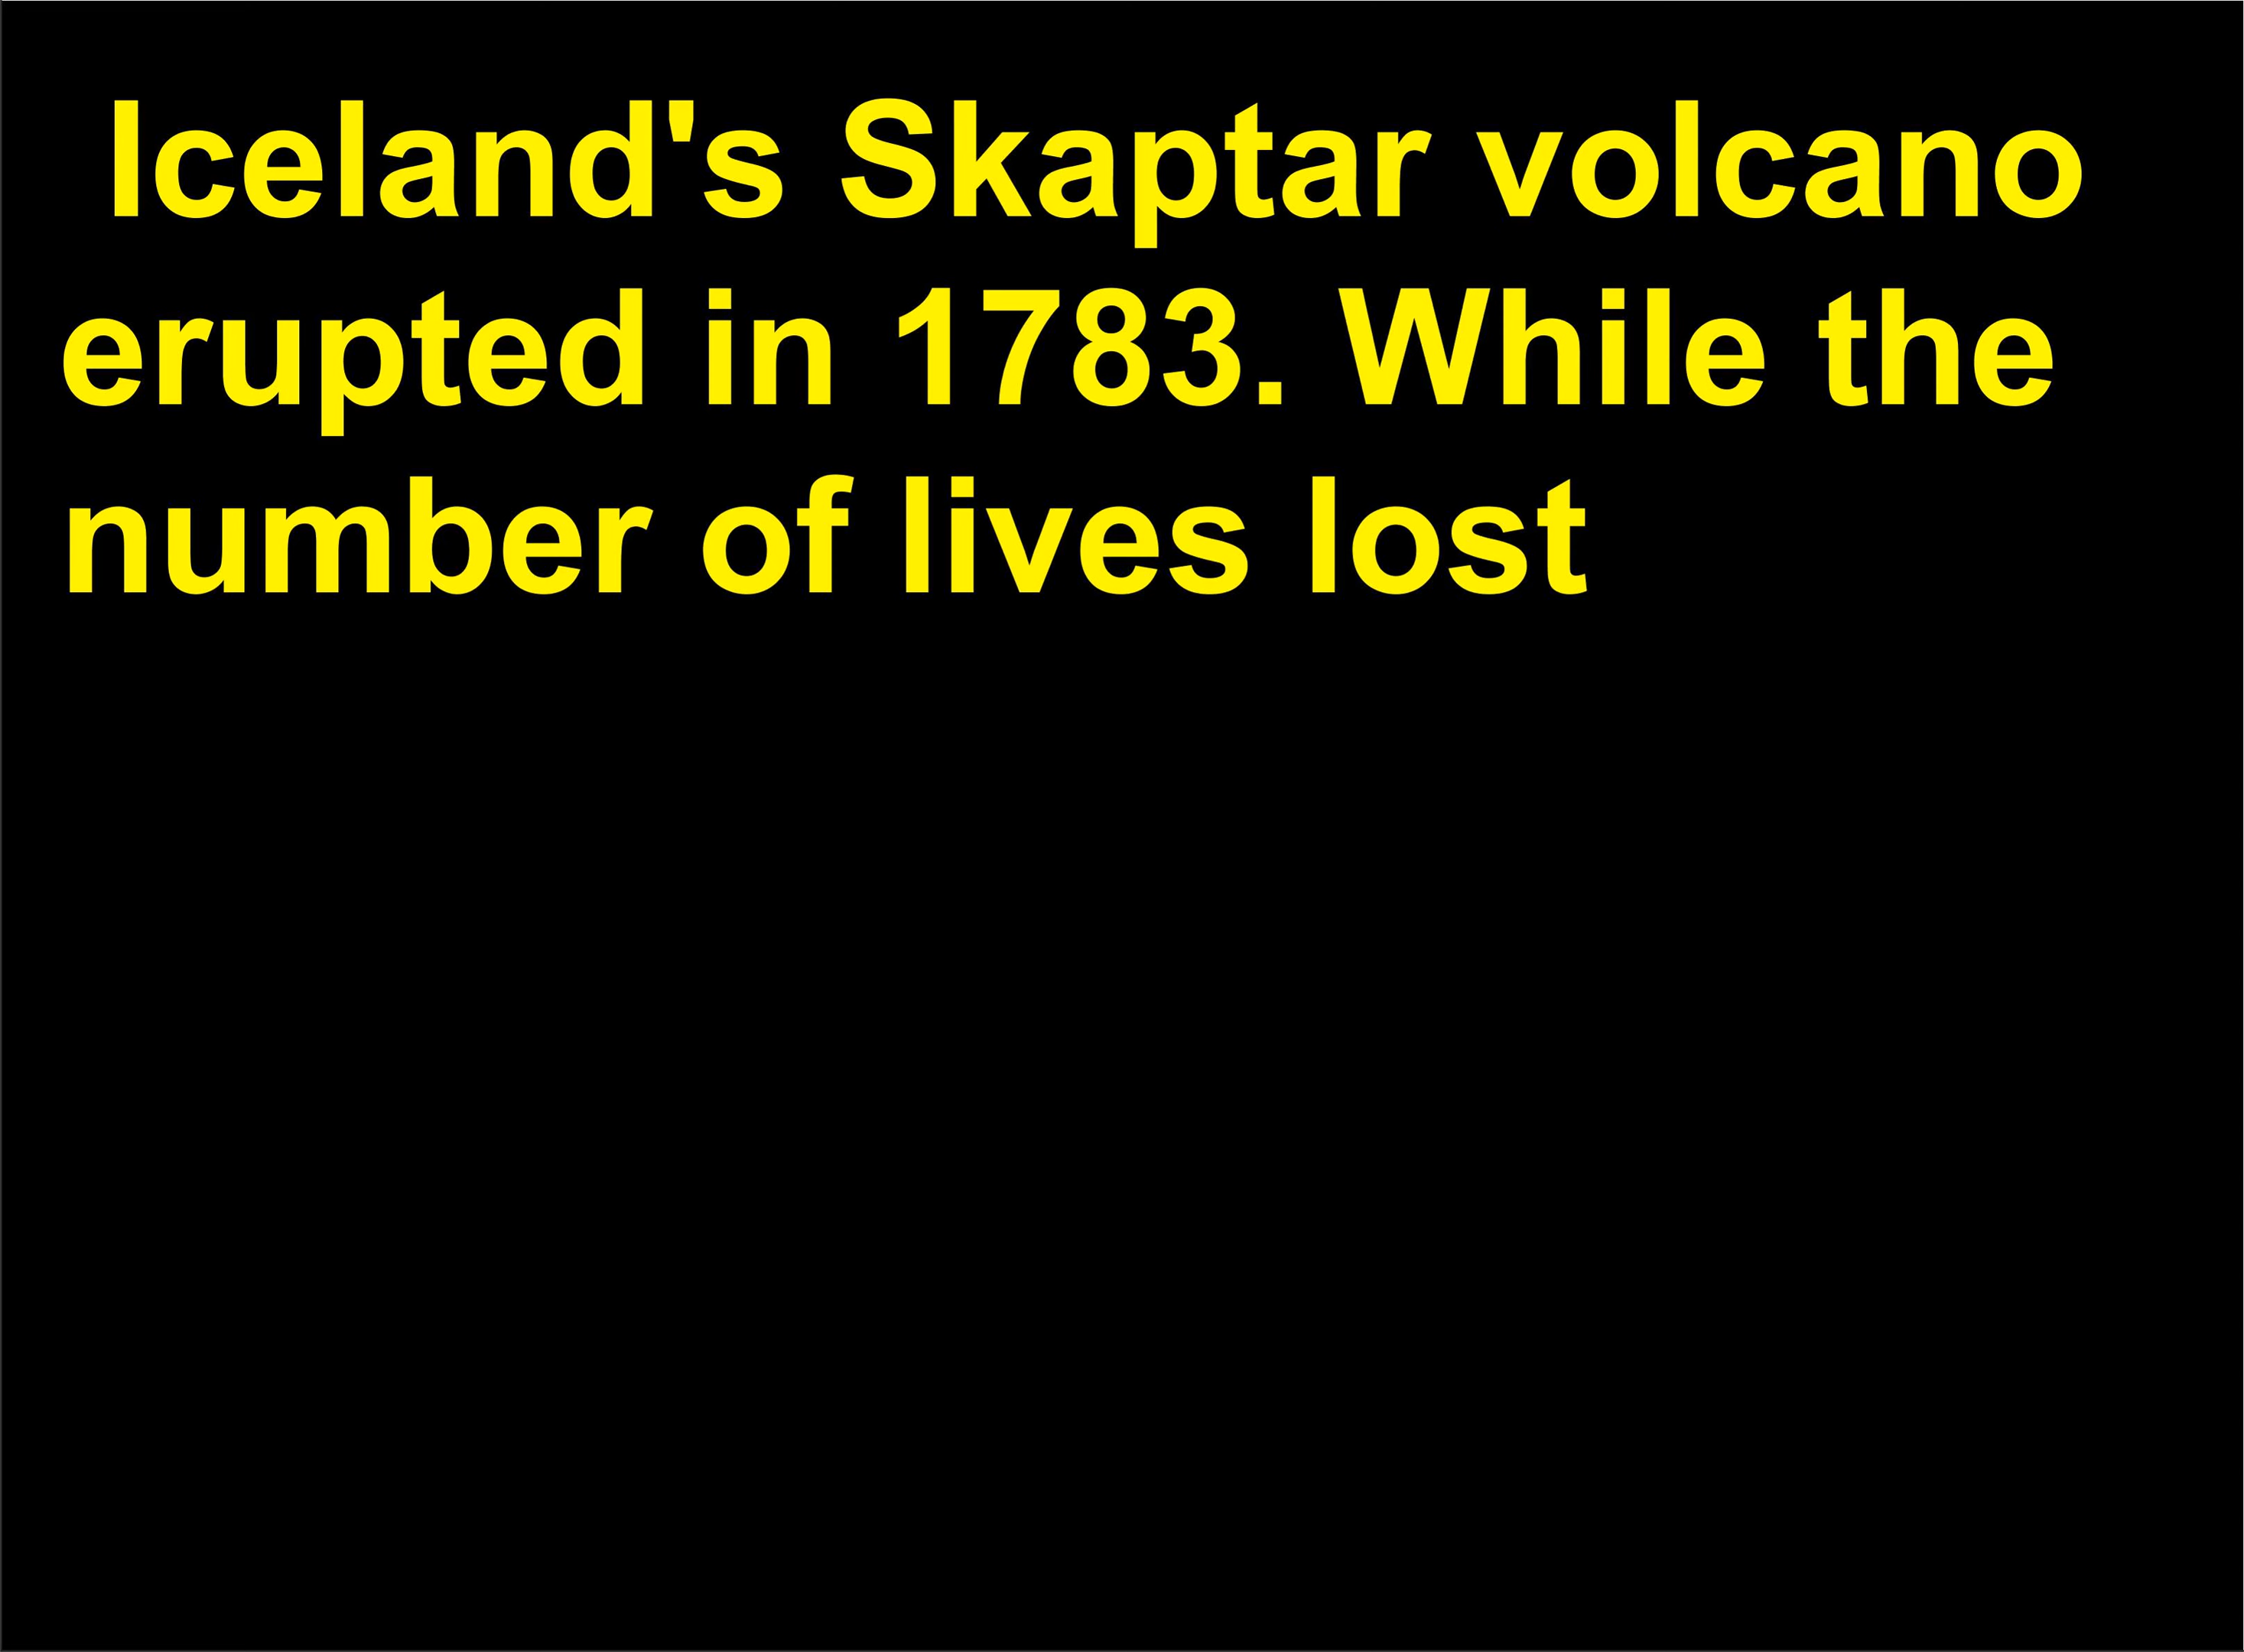 Iceland's Skaptar volcano
erupted in 1783. While the
number of lives lost